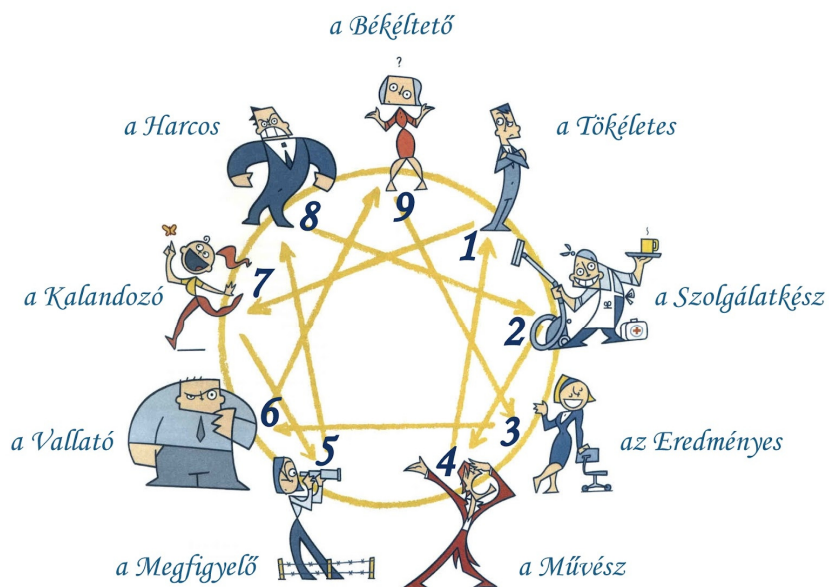 a Békéltető
?
a Harcos
a Tökéletes
9
8
1
7
a Kalandozó
a Szolgálatkész
2
6
3
a Vallató
5
4
az Eredményes
a Megfigyelő
a Művész